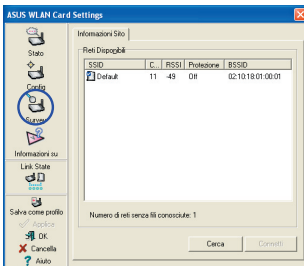 ASUS WLAN Card Settings
Stato
Config
Survey
Informazioni su
Link State
Salva come profilo
Applica
OK
Cancella
Aiuto
Informazioni Sito
Reti Disponibili
SSID C... RSSI Protezione BSSID
Default 11 -49 Off 02:10:18:01:00:01
Numero di reti senza fili conosciute: 1
Cerca Connetti